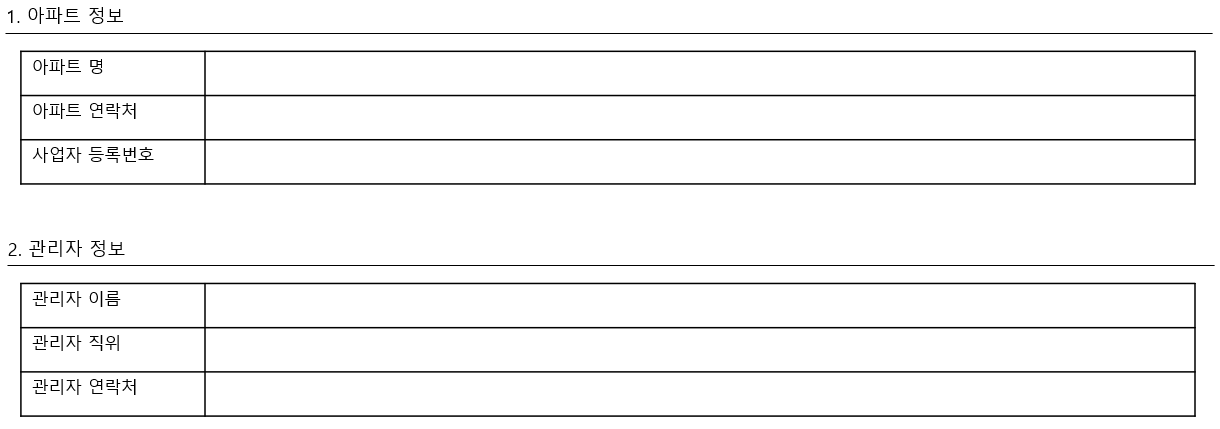 1. 아파트 정보
아파트 명
아파트 연락처
사업자 등록번호
2. 관리자 정보
관리자 이름
관리자 직위
관리자 연락처